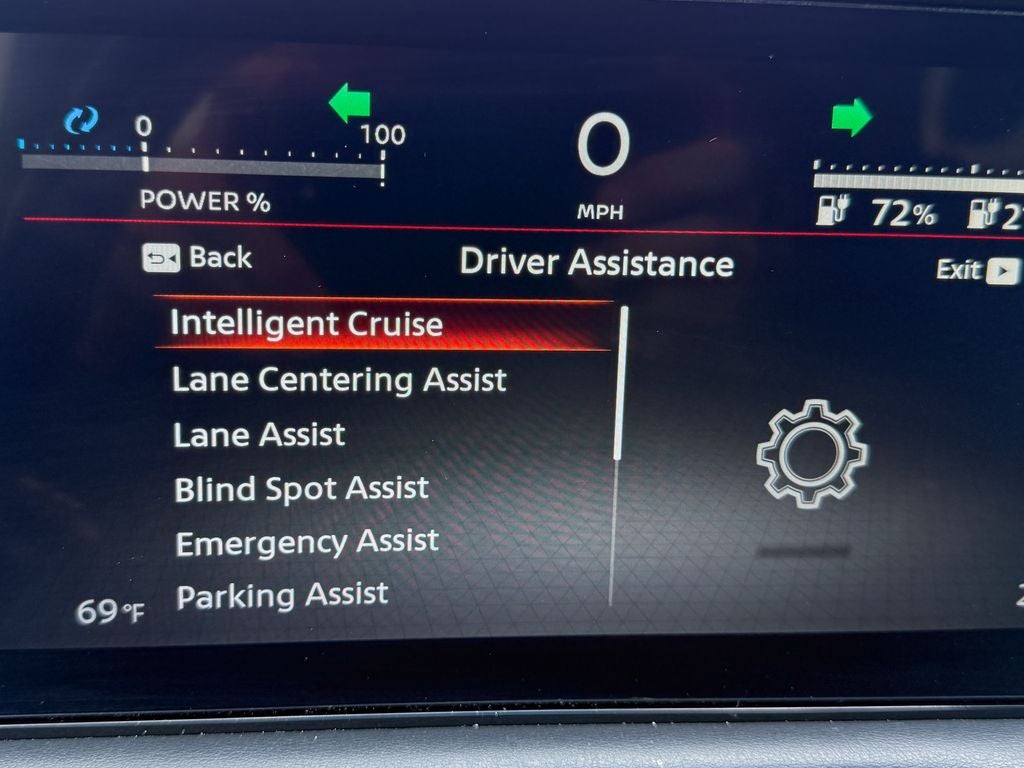 0
100
0
POWER %
MPH
72%
Back
Driver Assistance
Exit
Intelligent Cruise
Lane Centering Assist
Lane Assist
Blind Spot Assist
Emergency Assist
Parking Assist
69°F